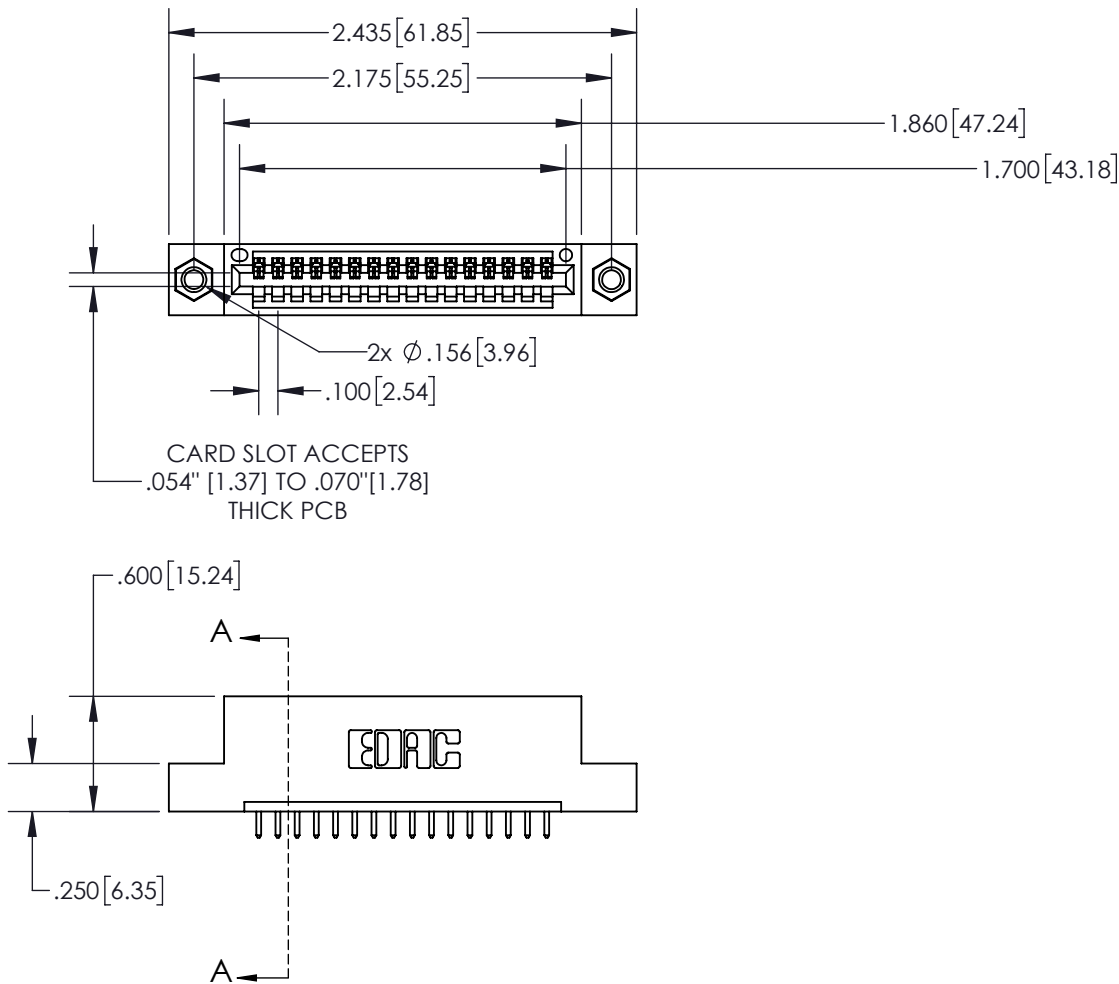 2.435[61.85]
2.175[55.25]
1.860[47.24]
1.700[43.18]
2x Ø.156[3.96]
.100[2.54]
CARD SLOT ACCEPTS
.054" [1.37] TO .070"[1.78]
THICK PCB
.600[15.24]
A
EDAC
.250[6.35]
A